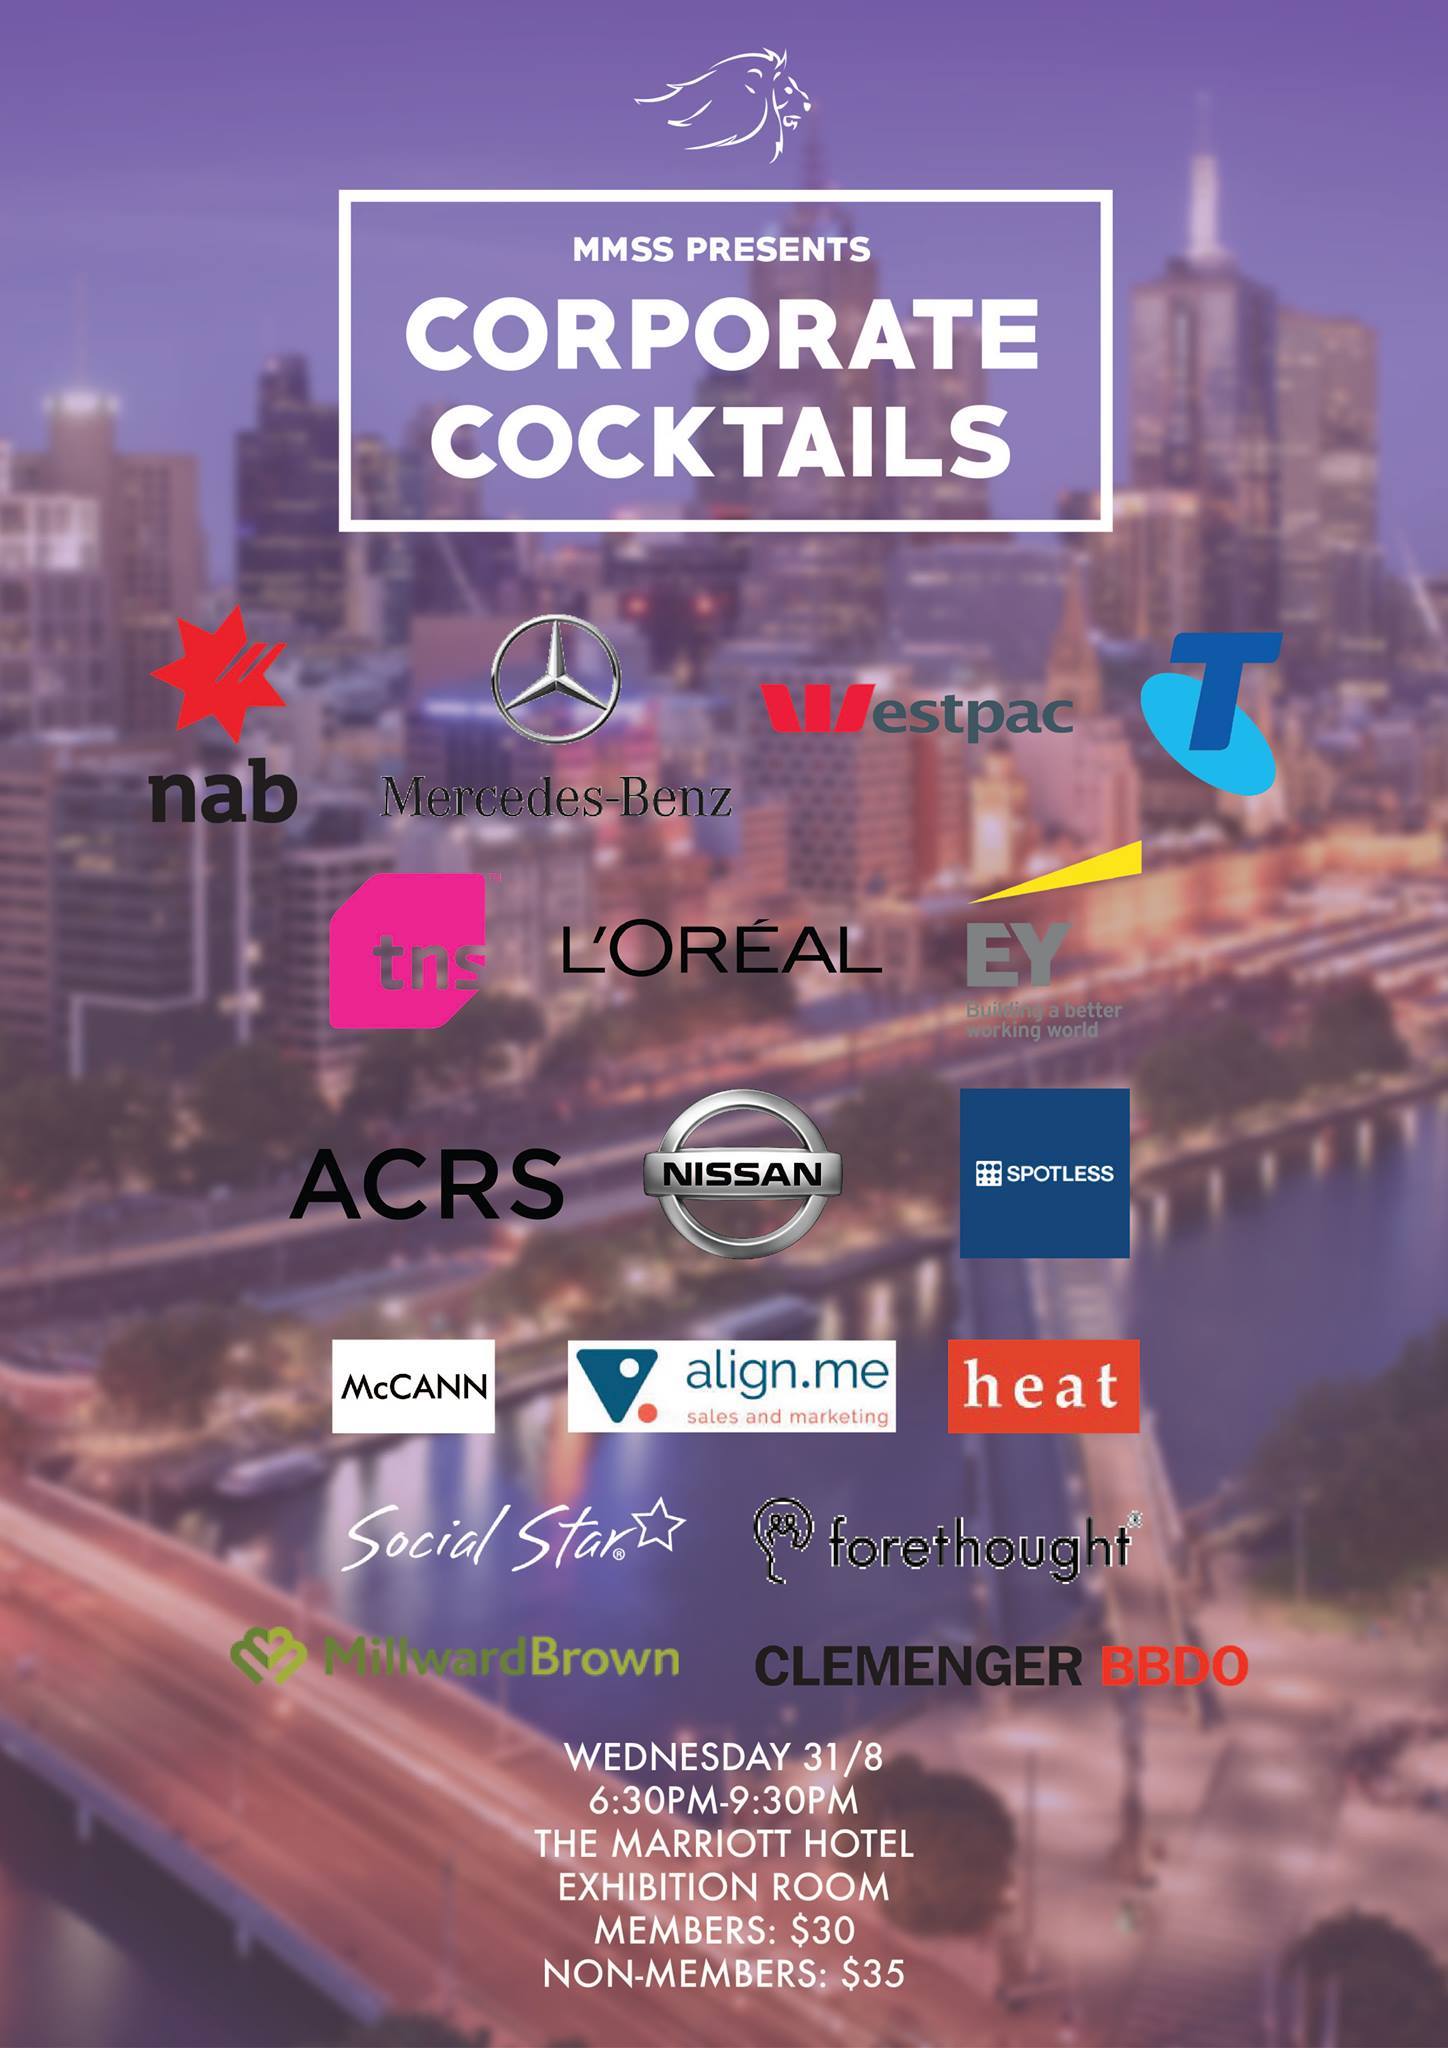 MMSS PRESENTS
CORPORATE
COCKTAILS
nab
Mercedes-Benz
Westpac
T
tns™
L'ORÉAL
EY
Building a better
working world
ACRS
NISSAN
SPOTLESS
McCANN
align.me
sales and marketing
heat
Social Star®
forethought®
MillwardBrown
CLEMENGER BBDO
WEDNESDAY 31/8
6:30PM-9:30PM
THE MARRIOTT HOTEL
EXHIBITION ROOM
MEMBERS: $30
NON-MEMBERS: $35